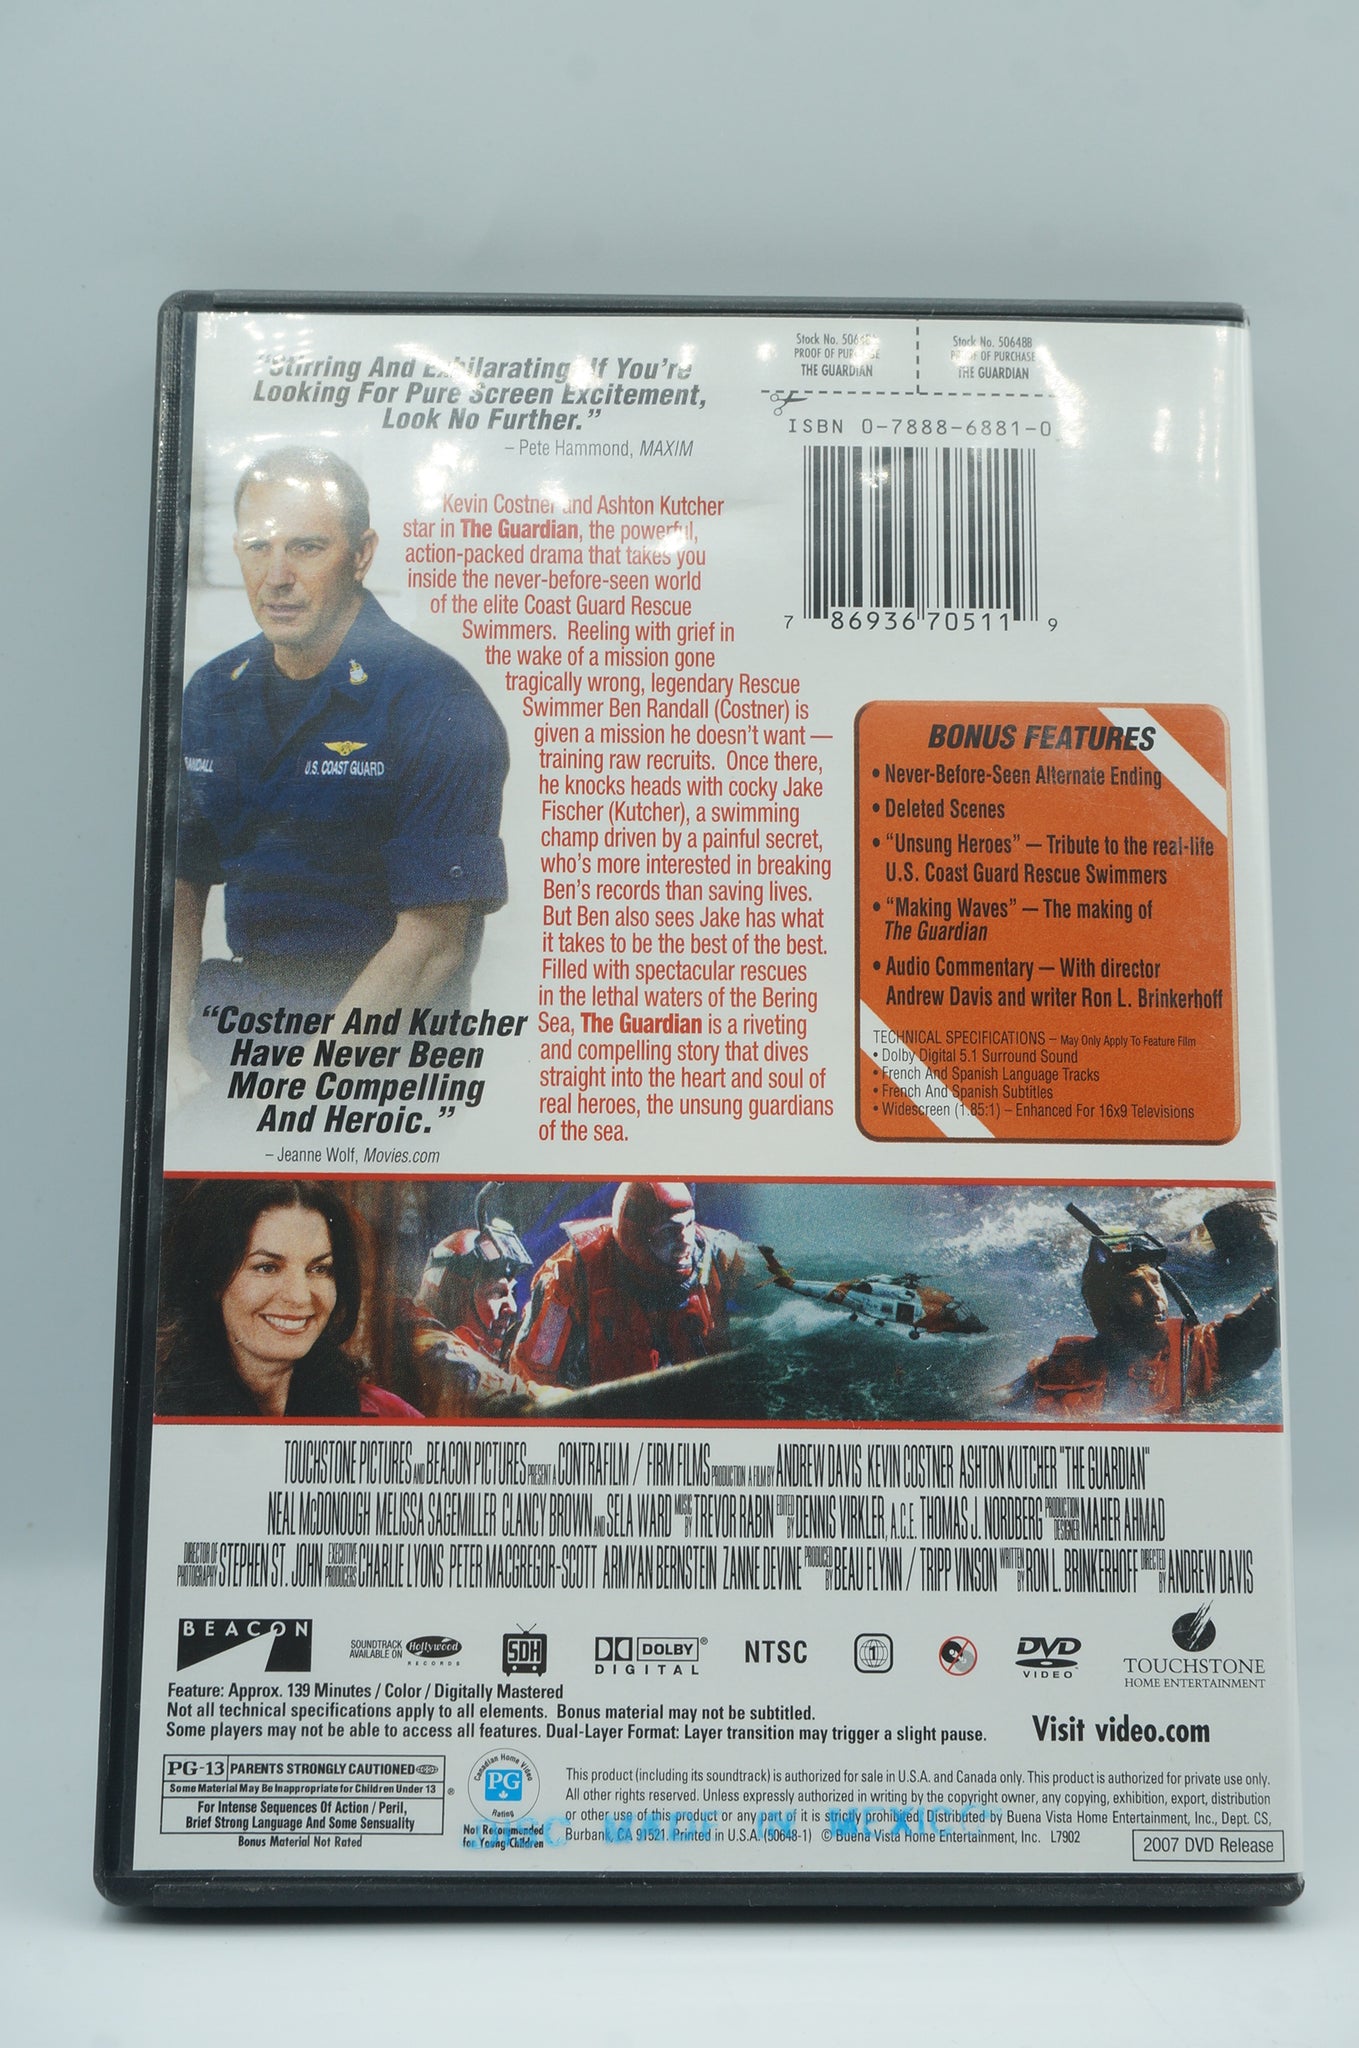 "Stirring And Exhilarating. If You're
Looking For Pure Screen Excitement,
Look No Further."
– Pete Hammond, MAXIM
Stock No.
PROOF OF PURCHASE
THE GUARDIAN
Stock No. 50648B
PROOF OF PURCHASE
THE GUARDIAN
ISBN 0-7888-6881-0
7 86936 70511 9
Kevin Costner and Ashton Kutcher
star in The Guardian, the powerful,
action-packed drama that takes you
inside the never-before-seen world
of the elite Coast Guard Rescue
Swimmers. Reeling with grief in
the wake of a mission gone
tragically wrong, legendary Rescue
Swimmer Ben Randall (Costner) is
given a mission he doesn't want —
training raw recruits. Once there,
he knocks heads with cocky Jake
Fischer (Kutcher), a swimming
champ driven by a painful secret,
who's more interested in breaking
Ben's records than saving lives.
But Ben also sees Jake has what
it takes to be the best of the best.
Filled with spectacular rescues
in the lethal waters of the Bering
Sea, The Guardian is a riveting
and compelling story that dives
straight into the heart and soul of
real heroes, the unsung guardians
of the sea.
ANDALL
U.S. COAST GUARD
"Costner And Kutcher
Have Never Been
More Compelling
And Heroic."
– Jeanne Wolf, Movies.com
BONUS FEATURES
• Never-Before-Seen Alternate Ending
• Deleted Scenes
• "Unsung Heroes" — Tribute to the real-life
U.S. Coast Guard Rescue Swimmers
• "Making Waves" — The making of
The Guardian
• Audio Commentary — With director
Andrew Davis and writer Ron L. Brinkerhoff
TECHNICAL SPECIFICATIONS – May Only Apply To Feature Film
• Dolby Digital 5.1 Surround Sound
• French And Spanish Language Tracks
• French And Spanish Subtitles
• Widescreen (1.85:1) – Enhanced For 16x9 Televisions
TOUCHSTONE PICTURES AND BEACON PICTURES PRESENT A CONTRAFILM / FIRM FILMS PRODUCTION A FILM BY ANDREW DAVIS KEVIN COSTNER ASHTON KUTCHER "THE GUARDIAN"
NEAL McDONOUGH MELISSA SAGEMILLER CLANCY BROWN AND SELA WARD MUSIC BY TREVOR RABIN EDITED BY DENNIS VIRKLER, A.C.E. THOMAS J. NORDBERG PRODUCTION DESIGNER MAHER AHMAD
DIRECTOR OF PHOTOGRAPHY STEPHEN ST. JOHN EXECUTIVE PRODUCERS CHARLIE LYONS PETER MACGREGOR-SCOTT ARMYAN BERNSTEIN ZANNE DEVINE PRODUCED BY BEAU FLYNN / TRIPP VINSON WRITTEN BY RON L. BRINKERHOFF DIRECTED BY ANDREW DAVIS
BEACON
SOUNDTRACK
AVAILABLE ON
Hollywood
RECORDS
SDH
DOLBY®
DIGITAL
NTSC
1
DVD
VIDEO™
TOUCHSTONE
HOME ENTERTAINMENT
Feature: Approx. 139 Minutes / Color / Digitally Mastered
Not all technical specifications apply to all elements. Bonus material may not be subtitled.
Some players may not be able to access all features. Dual-Layer Format: Layer transition may trigger a slight pause.
Visit video.com
PG-13 PARENTS STRONGLY CAUTIONED
Some Material May Be Inappropriate for Children Under 13
®
For Intense Sequences Of Action / Peril,
Brief Strong Language And Some Sensuality
Bonus Material Not Rated
Canadian Home Video
PG
Rating
Not Recommended
for Young Children
This product (including its soundtrack) is authorized for sale in U.S.A. and Canada only. This product is authorized for private use only.
All other rights reserved. Unless expressly authorized in writing by the copyright owner, any copying, exhibition, export, distribution
or other use of this product or any part of it is strictly prohibited. Distributed by Buena Vista Home Entertainment, Inc., Dept. CS,
Burbank, CA 91521. Printed in U.S.A. (50648-1) © Buena Vista Home Entertainment, Inc. L7902
DISC MADE IN MEXICO
2007 DVD Release